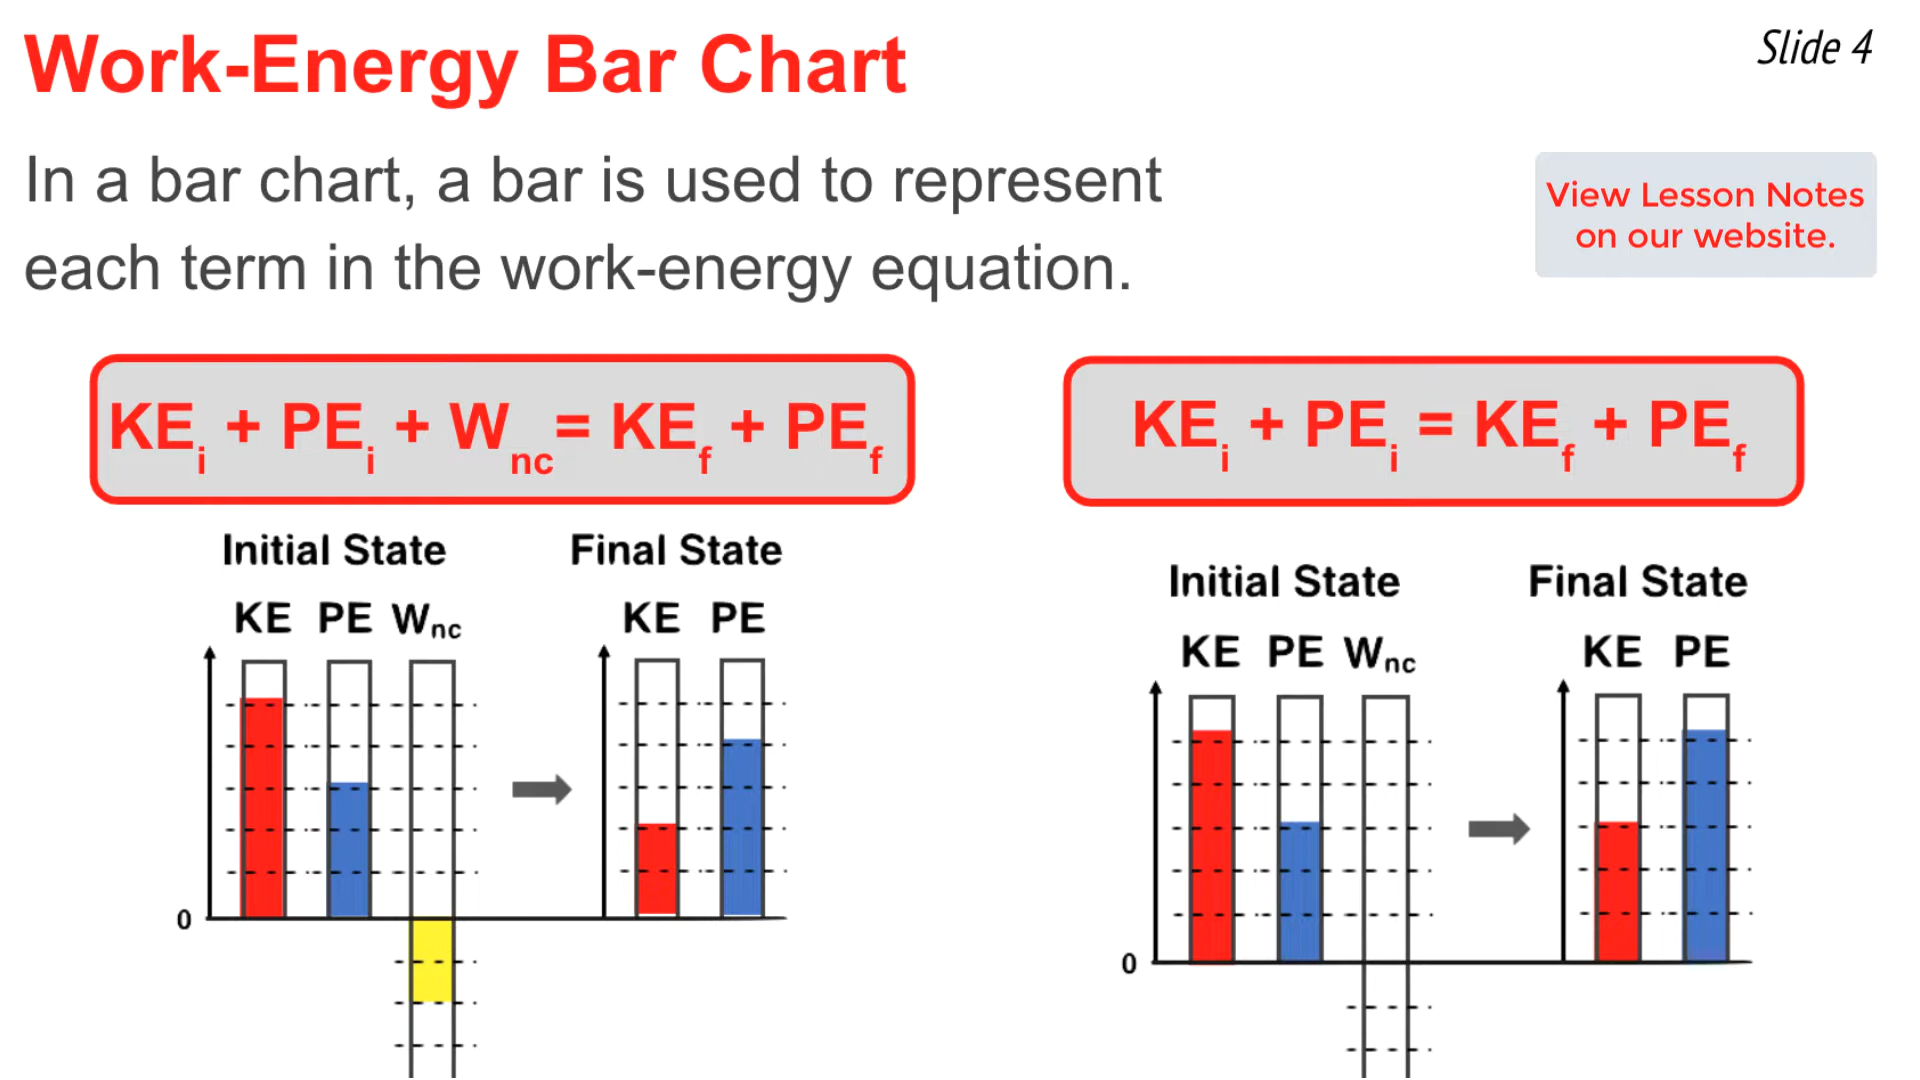 Work-Energy Bar Chart
Slide 4
In a bar chart, a bar is used to represent
each term in the work-energy equation.
View Lesson Notes
on our website.
KEi + PEi + Wnc = KEf + PEf
KEi + PEi = KEf + PEf
Initial State
Final State
KE PE Wnc
KE PE
0
Initial State
Final State
KE PE Wnc
KE PE
0